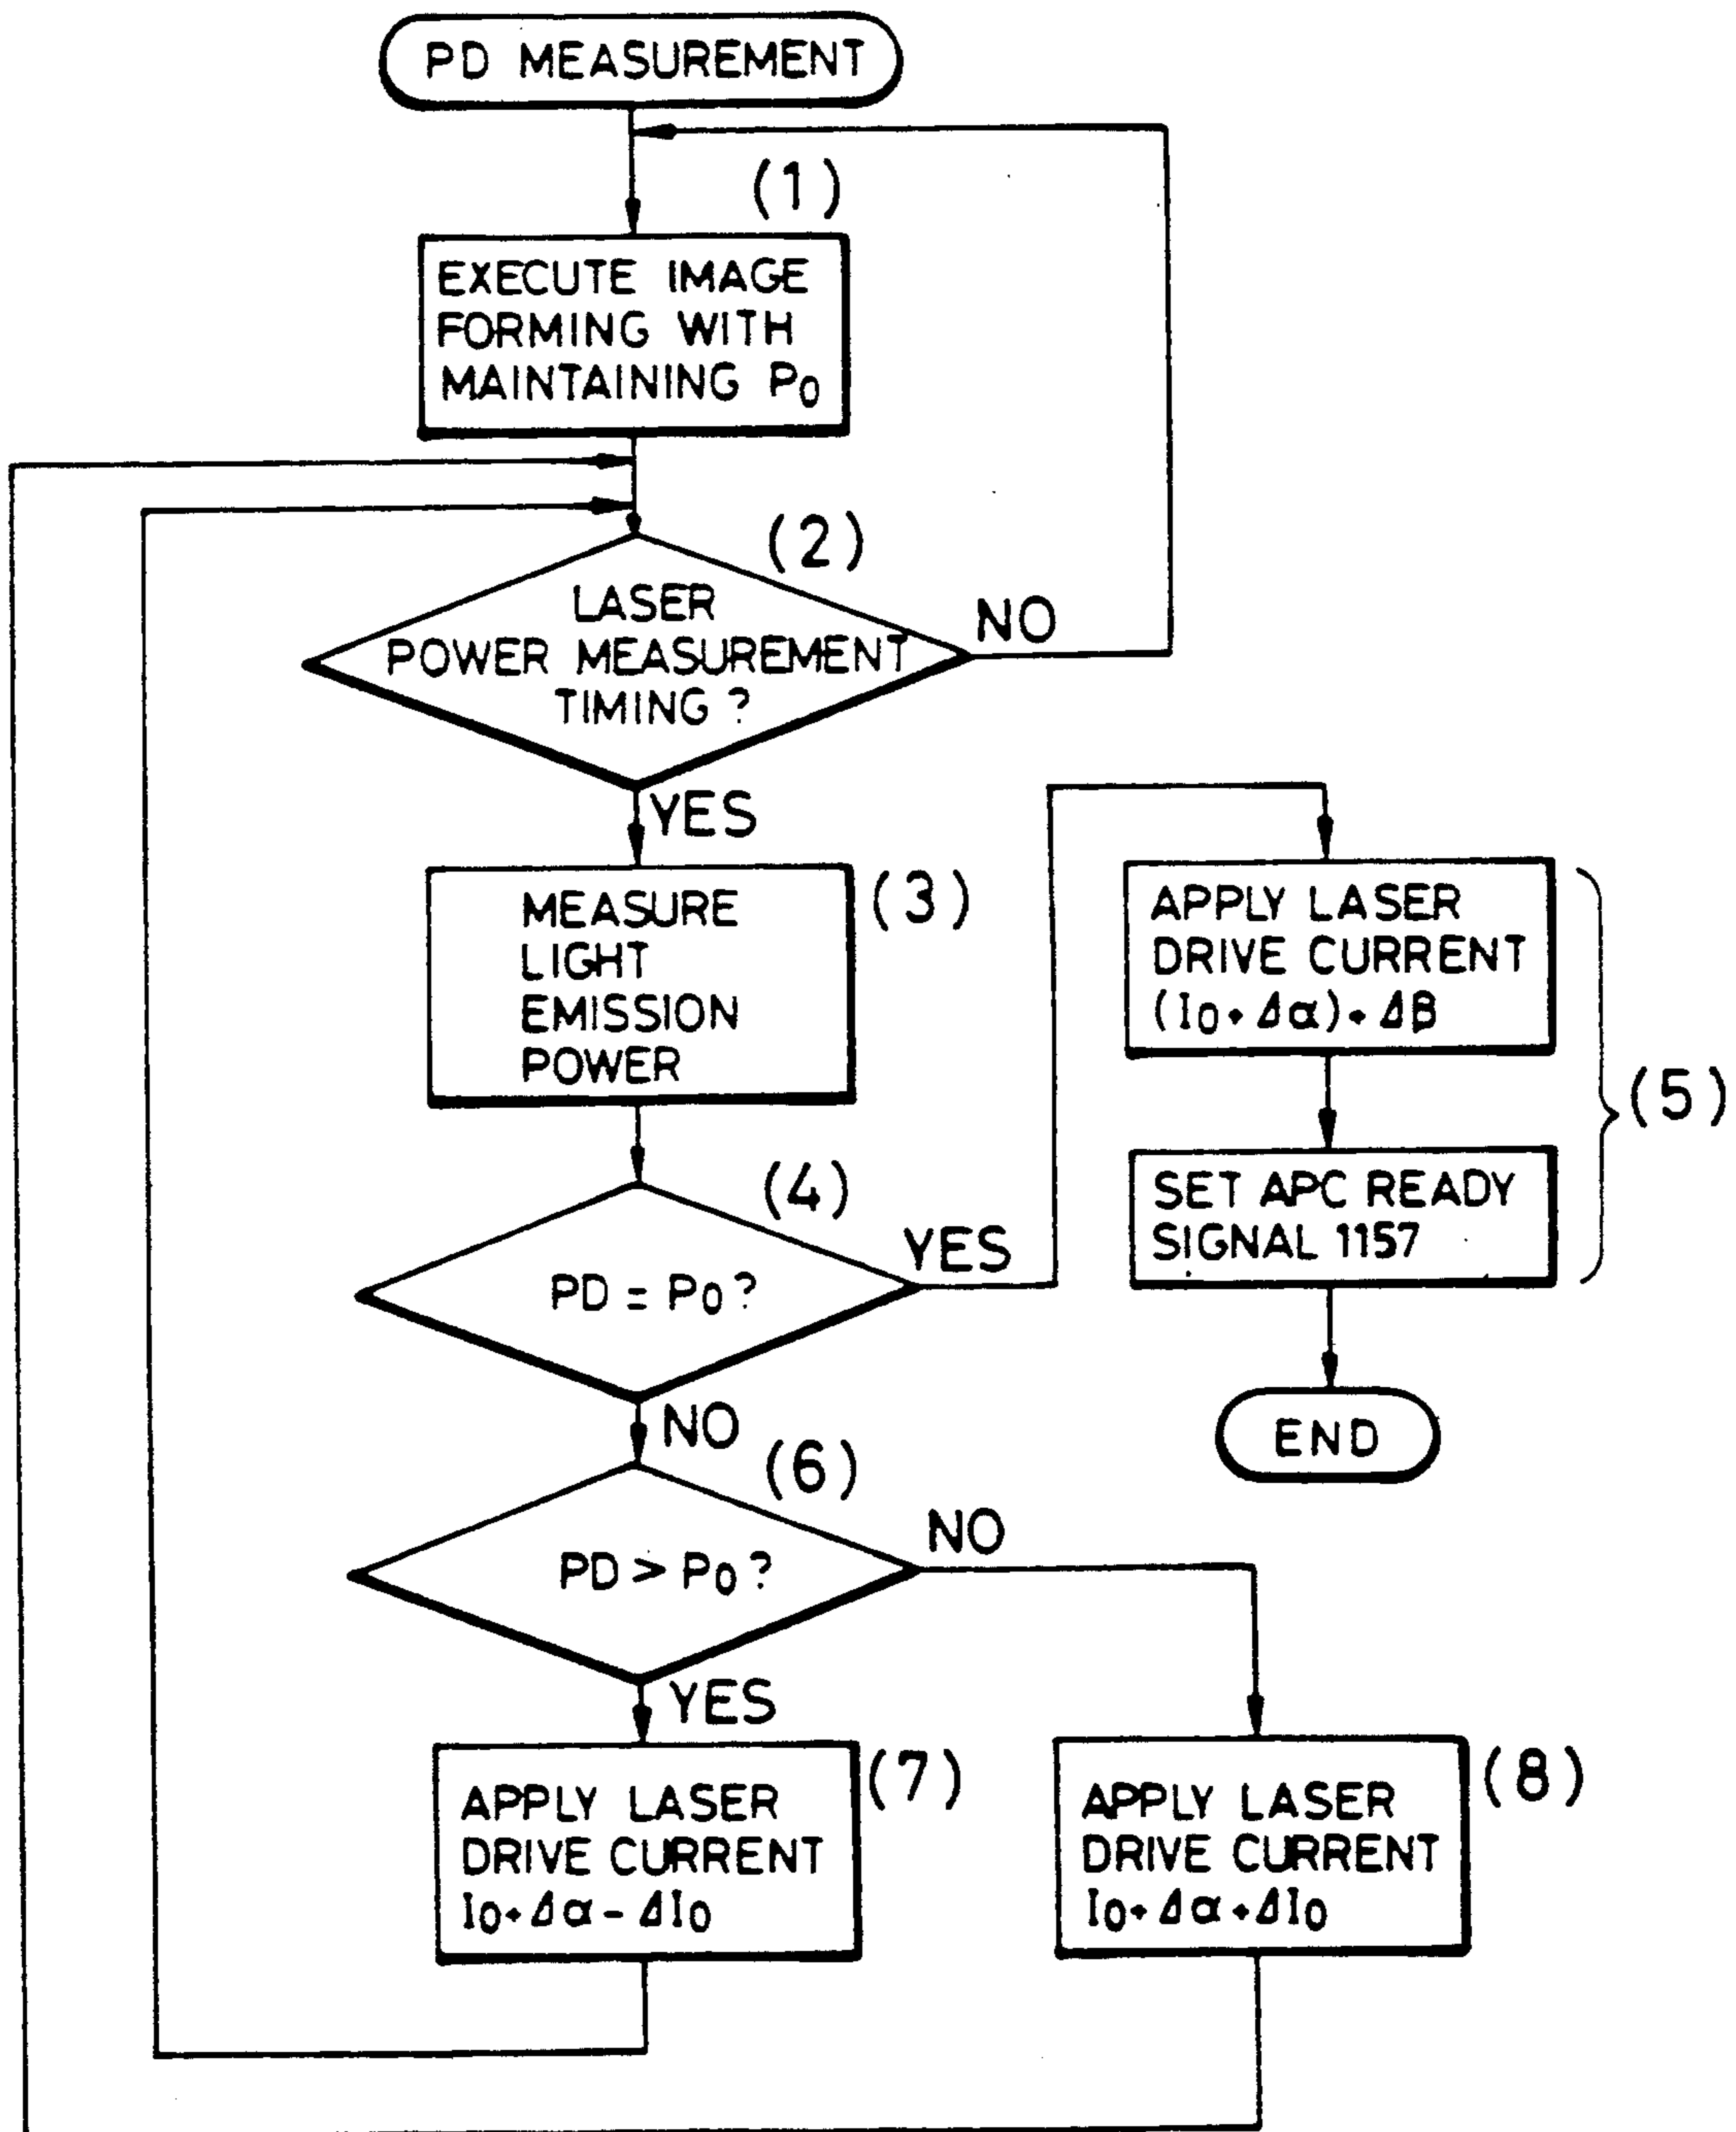 PD MEASUREMENT
(1)
EXECUTE IMAGE
FORMING WITH
MAINTAINING P₀
(2)
LASER
POWER MEASUREMENT
TIMING ?
NO
YES
(3)
MEASURE
LIGHT
EMISSION
POWER
(4)
PD = P₀ ?
YES
APPLY LASER
DRIVE CURRENT
(I₀+Δα)+Δβ
SET APC READY
SIGNAL 1157
(5)
END
NO
(6)
PD > P₀ ?
NO
YES
(7)
APPLY LASER
DRIVE CURRENT
I₀+Δα-ΔI₀
(8)
APPLY LASER
DRIVE CURRENT
I₀+Δα+ΔI₀